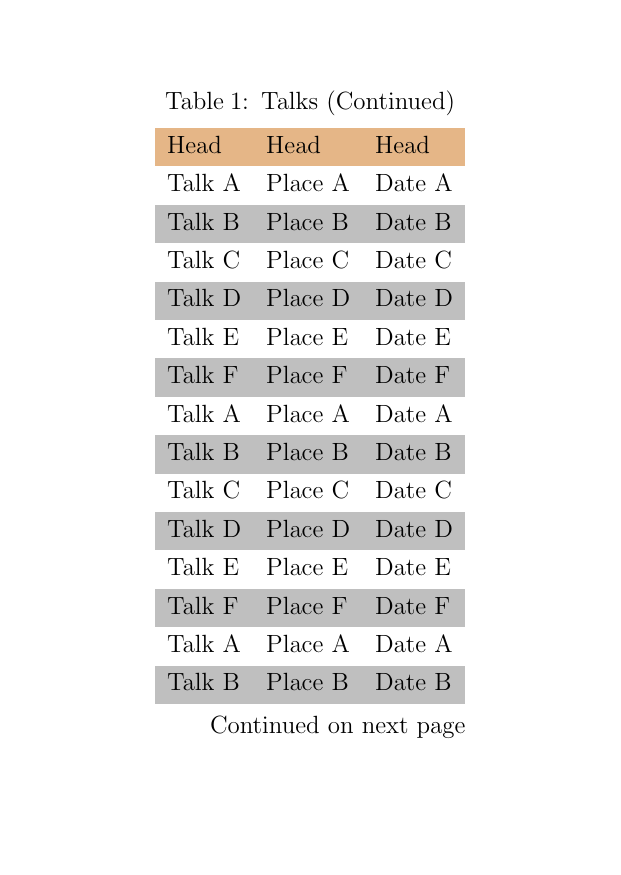 Table 1: Talks (Continued)
Head Head Head
Talk A Place A Date A
Talk B Place B Date B
Talk C Place C Date C
Talk D Place D Date D
Talk E Place E Date E
Talk F Place F Date F
Talk A Place A Date A
Talk B Place B Date B
Talk C Place C Date C
Talk D Place D Date D
Talk E Place E Date E
Talk F Place F Date F
Talk A Place A Date A
Talk B Place B Date B
Continued on next page